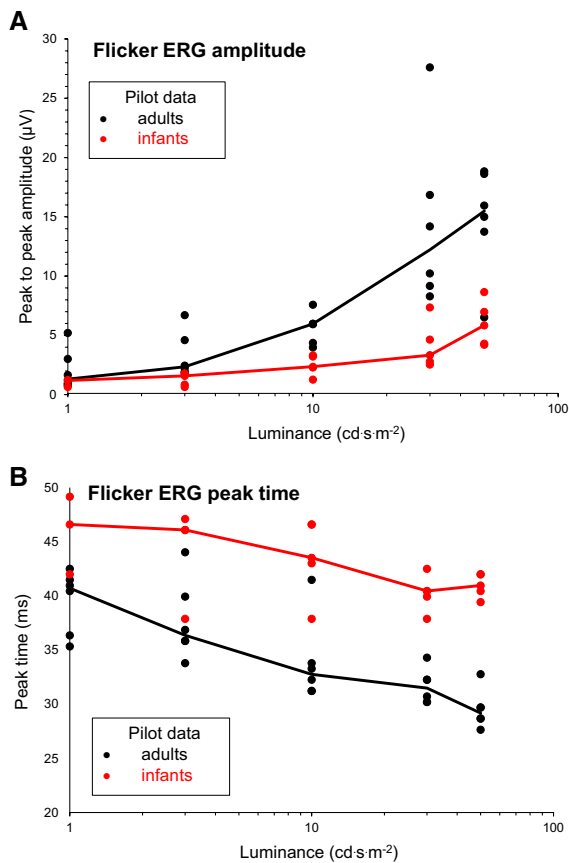 A
Flicker ERG amplitude
Pilot data
adults
infants
Peak to peak amplitude (µV)
30
25
20
15
10
5
0
1
10
100
Luminance (cd·s·m-2)
B
Flicker ERG peak time
Pilot data
adults
infants
Peak time (ms)
50
45
40
35
30
25
20
1
10
100
Luminance (cd·s·m-2)